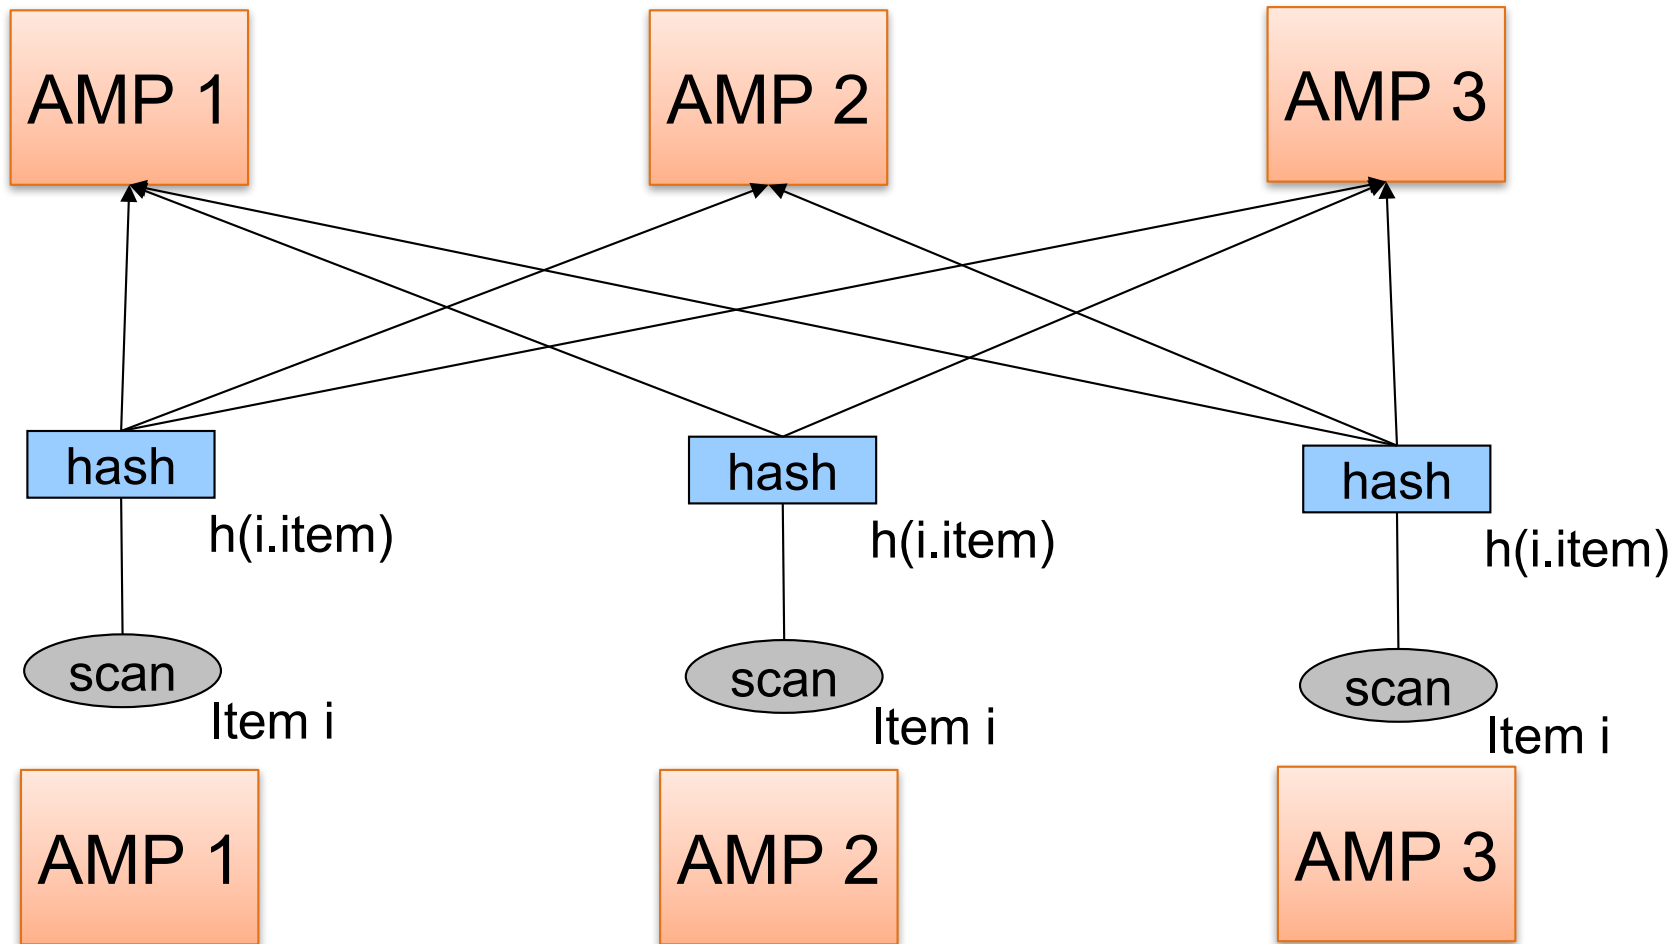 AMP 1
AMP 2
AMP 3
hash
hash
hash
h(i.item)
h(i.item)
h(i.item)
scan
scan
scan
Item i
Item i
Item i
AMP 1
AMP 2
AMP 3